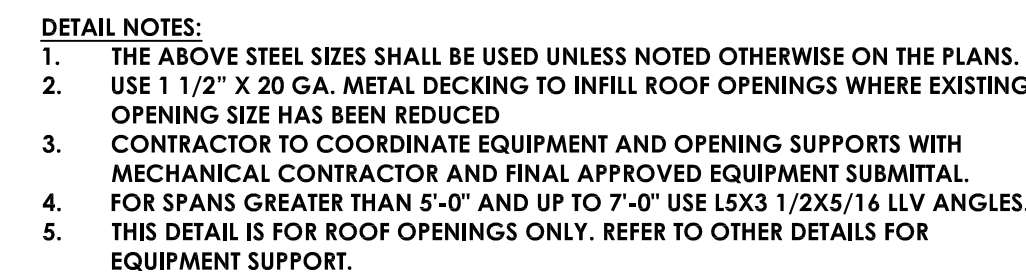 DETAIL NOTES:
1. THE ABOVE STEEL SIZES SHALL BE USED UNLESS NOTED OTHERWISE ON THE PLANS.
2. USE 1 1/2” X 20 GA. METAL DECKING TO INFILL ROOF OPENINGS WHERE EXISTING
OPENING SIZE HAS BEEN REDUCED
3. CONTRACTOR TO COORDINATE EQUIPMENT AND OPENING SUPPORTS WITH
MECHANICAL CONTRACTOR AND FINAL APPROVED EQUIPMENT SUBMITTAL.
4. FOR SPANS GREATER THAN 5'-0" AND UP TO 7'-0" USE L5X3 1/2X5/16 LLV ANGLES.
5. THIS DETAIL IS FOR ROOF OPENINGS ONLY. REFER TO OTHER DETAILS FOR
EQUIPMENT SUPPORT.